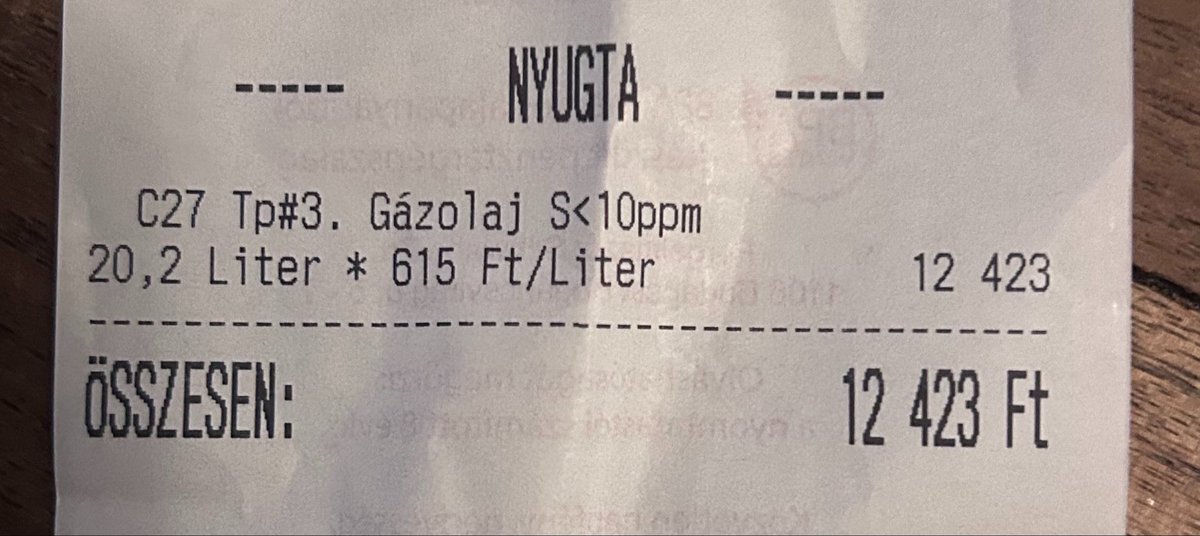 ----- NYUGTA -----
C27 Tp#3. Gázolaj S<10ppm
20,2 Liter * 615 Ft/Liter 12 423
ÖSSZESEN: 12 423 Ft